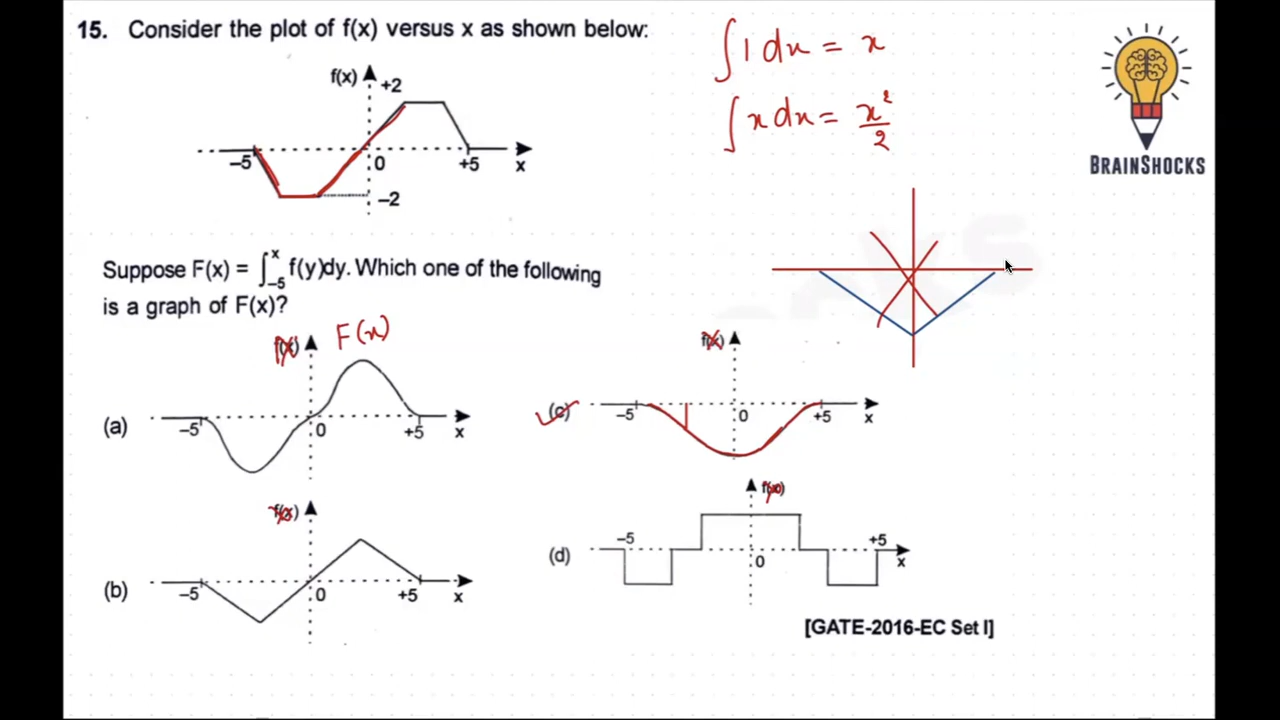 15. Consider the plot of f(x) versus x as shown below:
f(x) +2
−5 0 +5 x
−2
∫ 1 dx = x
∫ x dx = x²/2
BRAINSHOCKS
Suppose F(x) = ∫₋₅ˣ f(y)dy. Which one of the following
is a graph of F(x)?
f(x) F(x)
(a) −5 0 +5 x
f(x)
(b) −5 0 +5 x
f(x)
(c) −5 0 +5 x
f(x)
(d) −5 0 +5 x
[GATE-2016-EC Set I]